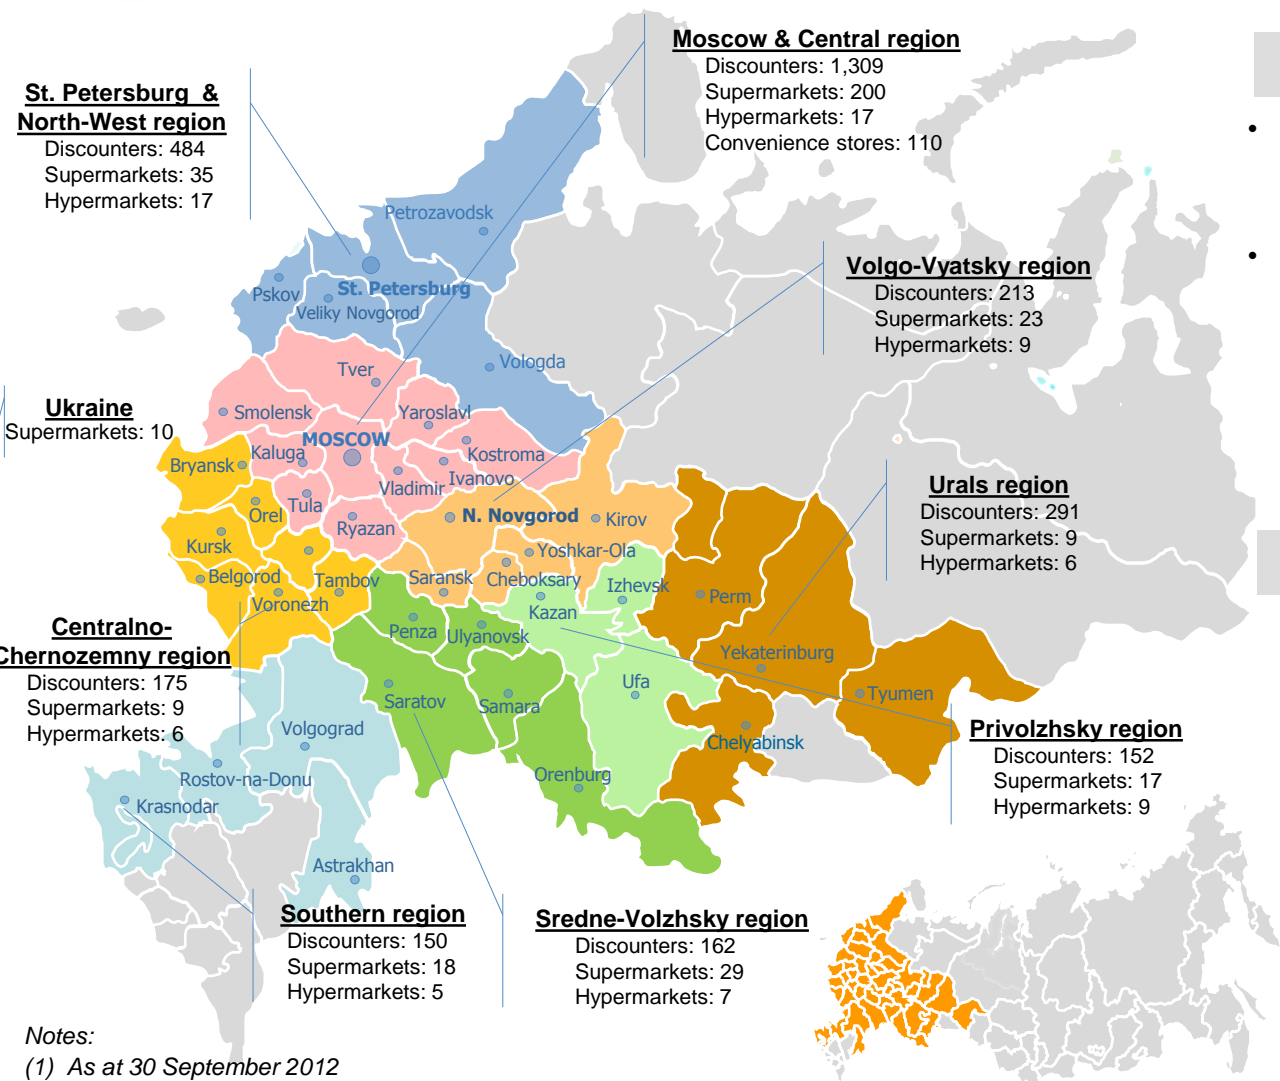 Moscow & Central region
Discounters: 1,309
Supermarkets: 200
Hypermarkets: 17
Convenience stores: 110
St. Petersburg &
North-West region
Discounters: 484
Supermarkets: 35
Hypermarkets: 17
Volgo-Vyatsky region
Discounters: 213
Supermarkets: 23
Hypermarkets: 9
Ukraine
Supermarkets: 10
Urals region
Discounters: 291
Supermarkets: 9
Hypermarkets: 6
Centralno-
Chernozemny region
Discounters: 175
Supermarkets: 9
Hypermarkets: 6
Privolzhsky region
Discounters: 152
Supermarkets: 17
Hypermarkets: 9
Southern region
Discounters: 150
Supermarkets: 18
Hypermarkets: 5
Sredne-Volzhsky region
Discounters: 162
Supermarkets: 29
Hypermarkets: 7
Petrozavodsk
St. Petersburg
Pskov
Veliky Novgorod
Vologda
Tver
Smolensk
Yaroslavl
MOSCOW
Kostroma
Kaluga
Bryansk
Vladimir
Ivanovo
Tula
Orel
Ryazan
N. Novgorod
Kirov
Kursk
Yoshkar-Ola
Belgorod
Tambov
Saransk
Cheboksary
Izhevsk
Voronezh
Kazan
Perm
Penza
Ulyanovsk
Yekaterinburg
Ufa
Tyumen
Saratov
Samara
Volgograd
Chelyabinsk
Rostov-na-Donu
Orenburg
Krasnodar
Astrakhan
Notes:
(1) As at 30 September 2012